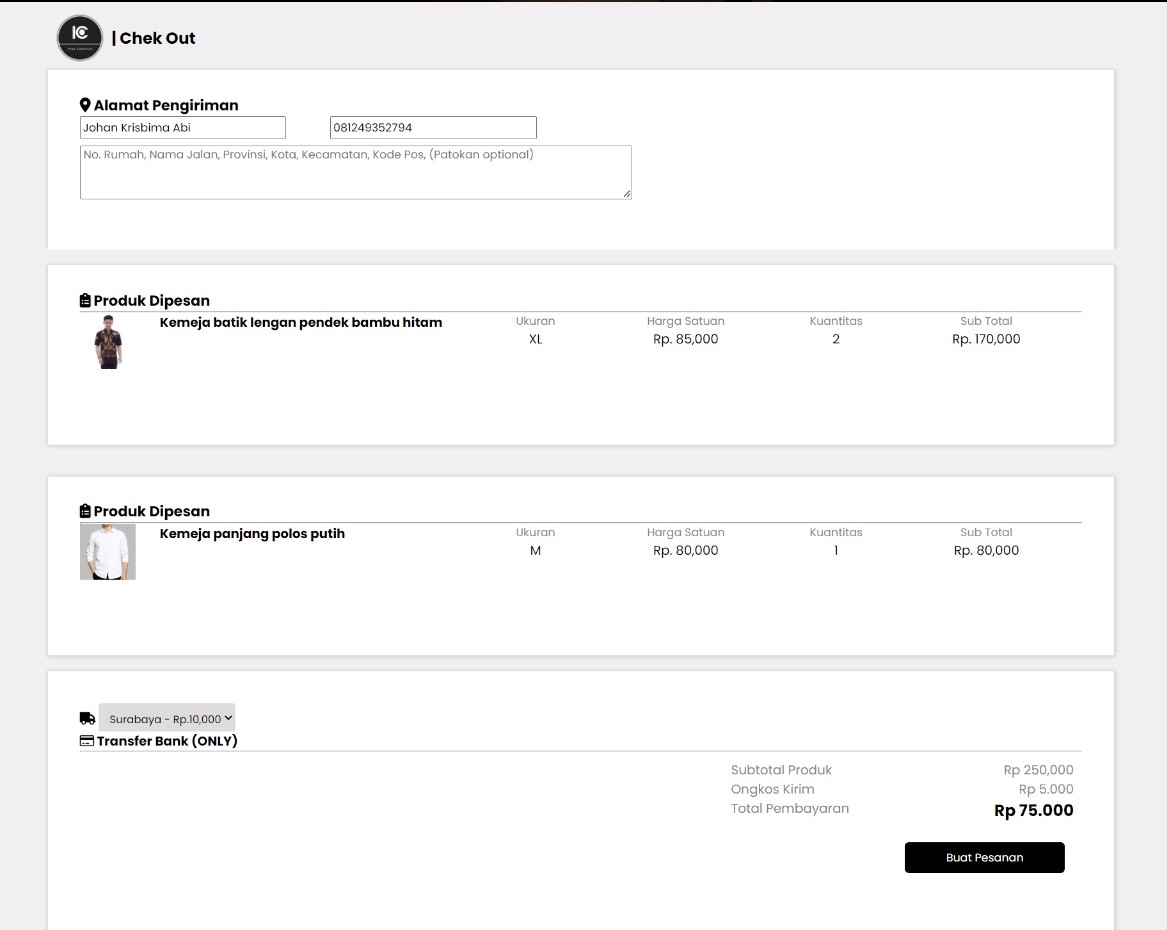 IC
| Chek Out
Alamat Pengiriman
Johan Krisbima Abi 081249352794
No. Rumah, Nama Jalan, Provinsi, Kota, Kecamatan, Kode Pos, (Patokan optional)
Produk Dipesan
Kemeja batik lengan pendek bambu hitam Ukuran Harga Satuan Kuantitas Sub Total
XL Rp. 85,000 2 Rp. 170,000
Produk Dipesan
Kemeja panjang polos putih Ukuran Harga Satuan Kuantitas Sub Total
M Rp. 80,000 1 Rp. 80,000
Surabaya - Rp.10,000
Transfer Bank (ONLY)
Subtotal Produk Rp 250,000
Ongkos Kirim Rp 5.000
Total Pembayaran Rp 75.000
Buat Pesanan